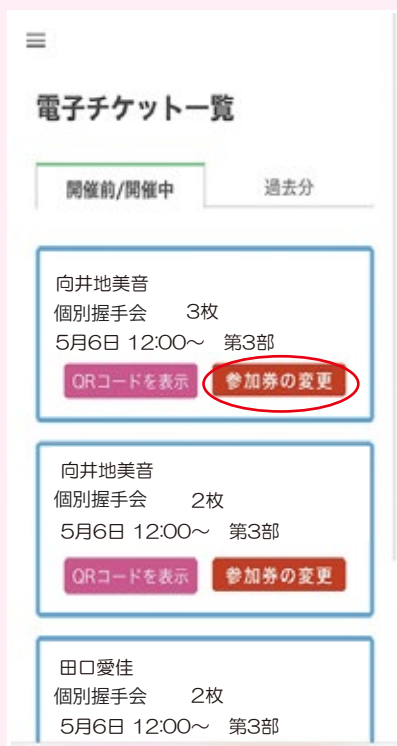 電子チケット一覧
開催前/開催中 過去分
向井地美音
個別握手会 3枚
5月6日 12:00～ 第3部
QRコードを表示 参加券の変更
向井地美音
個別握手会 2枚
5月6日 12:00～ 第3部
QRコードを表示 参加券の変更
田口愛佳
個別握手会 2枚
5月6日 12:00～ 第3部